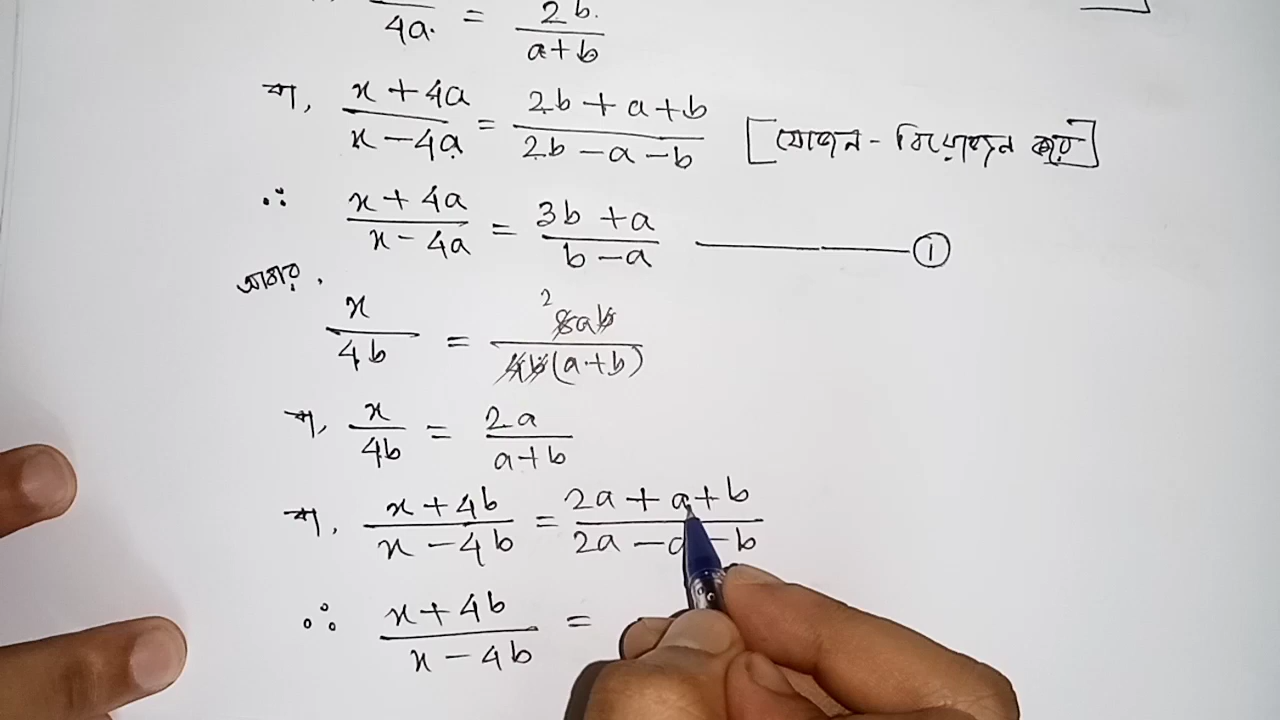 /4a = 2b/a+b
বা, x + 4a/x - 4a = 2b + a + b/2b - a - b [যোজন - বিয়োজন করে]
∴ x + 4a/x - 4a = 3b + a/b - a ——— ①
আবার,
x/4b = 2 8ab/4b(a+b)
বা, x/4b = 2a/a+b
বা, x + 4b/x - 4b = 2a + a + b/2a - a - b
∴ x + 4b/x - 4b =